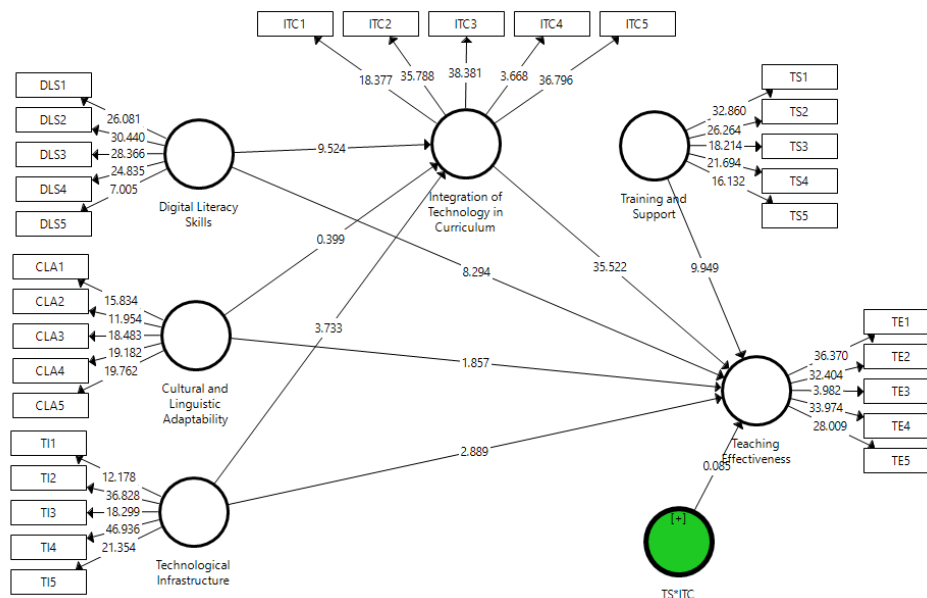 ITC1
ITC2
ITC3
ITC4
ITC5
18.377
35.788
38.381
3.668
36.796
DLS1
DLS2
DLS3
DLS4
DLS5
26.081
30.440
28.366
24.835
7.005
Digital Literacy
Skills
9.524
Integration of
Technology in
Curriculum
TS1
TS2
TS3
TS4
TS5
32.860
26.264
18.214
21.694
16.132
Training and
Support
0.399
8.294
35.522
9.949
CLA1
CLA2
CLA3
CLA4
CLA5
15.834
11.954
18.483
19.182
19.762
Cultural and
Linguistic
Adaptability
3.733
1.857
TE1
TE2
TE3
TE4
TE5
36.370
32.404
3.982
33.974
28.009
Teaching
Effectiveness
TI1
TI2
TI3
TI4
TI5
12.178
36.828
18.299
46.936
21.354
Technological
Infrastructure
2.889
0.085
[+]
TS*ITC